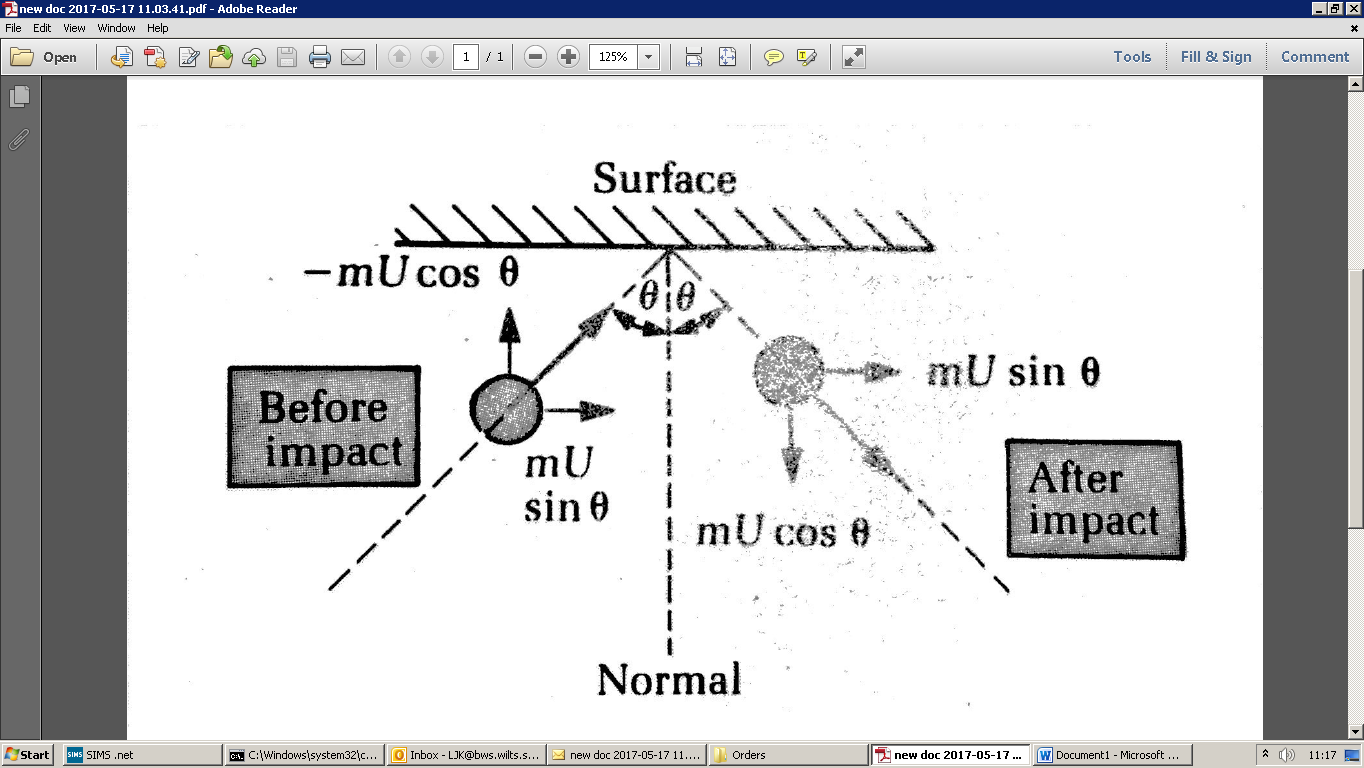 new doc 2017-05-17 11.03.41.pdf - Adobe Reader
File Edit View Window Help
Open 1 / 1 125% Tools Fill & Sign Comment
Surface
−mU cos θ
θ θ
mU sin θ
Before
impact
mU
sin θ
After
impact
mU cos θ
Normal
Start SIMS .net C:\Windows\system32\c... Inbox - LJK@bws.wilts.s... new doc 2017-05-17 11.... Orders new doc 2017-05-17 ... Document1 - Microsoft ... 11:17